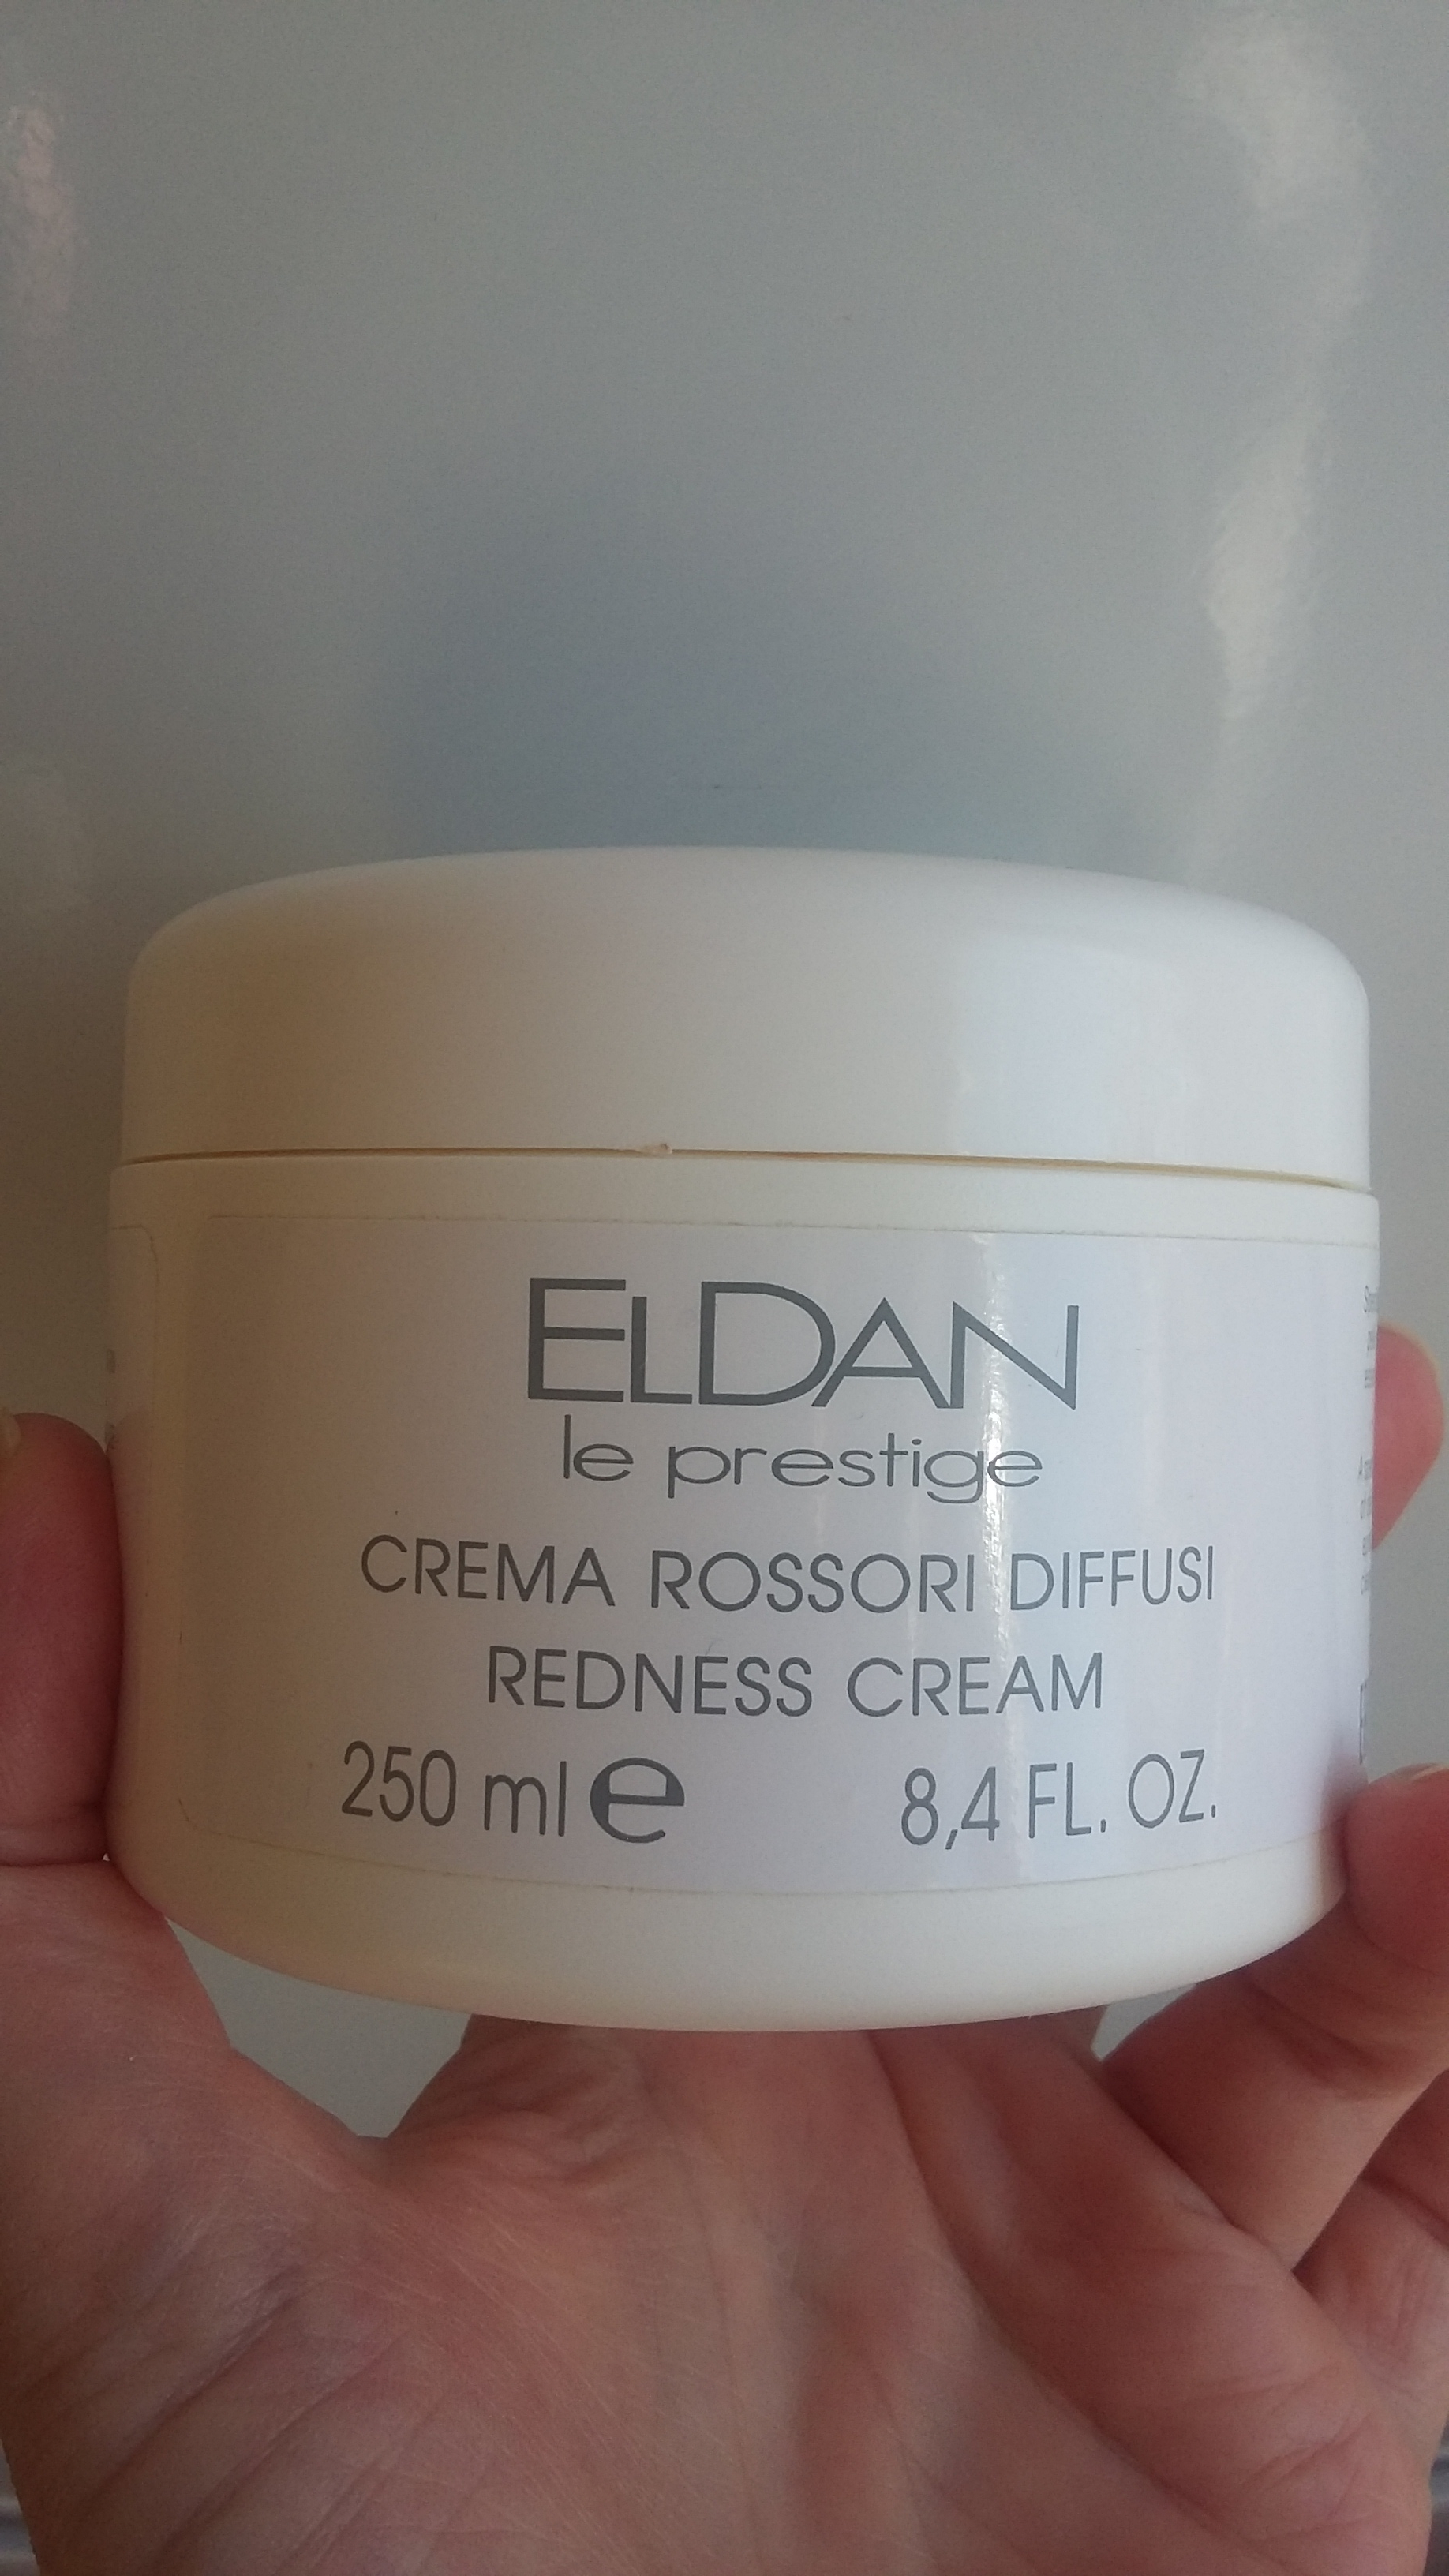 ELDAN
le prestige
CREMA ROSSORI DIFFUSI
REDNESS CREAM
250 ml e 8,4 FL. OZ.